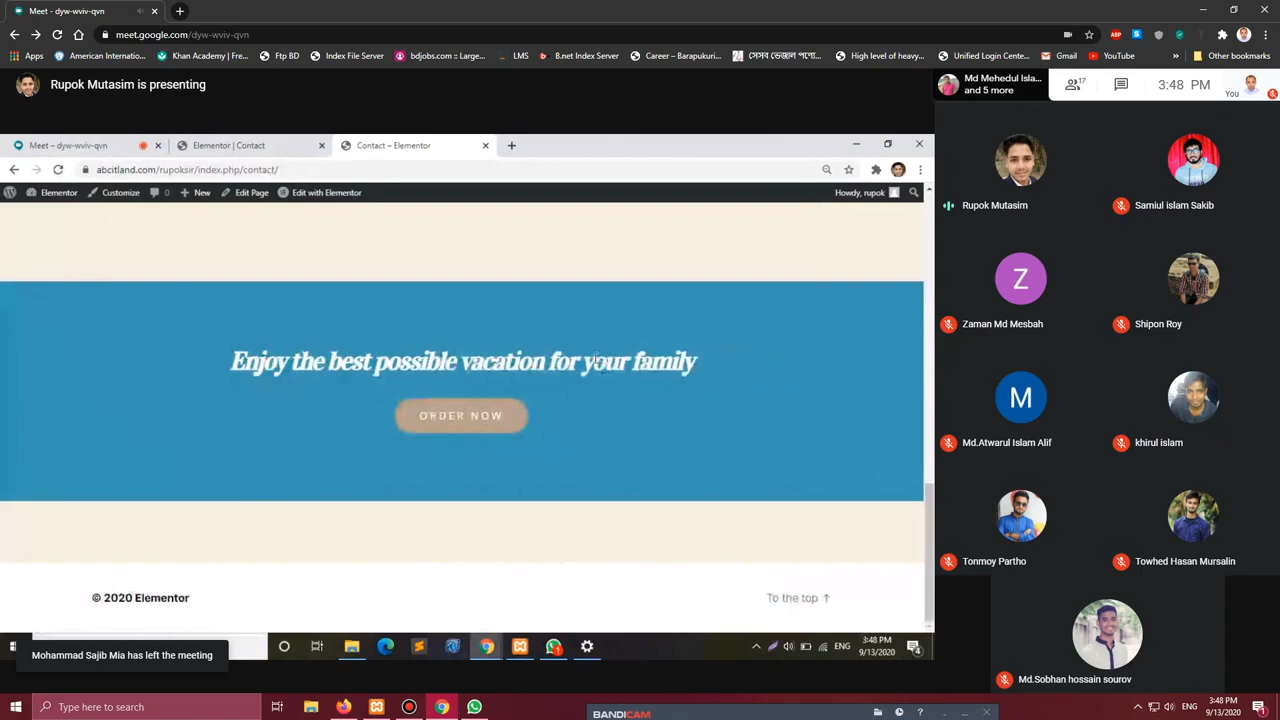 Meet - dyw-wviv-qvn
meet.google.com/dyw-wviv-qvn
Apps
American Internatio...
Khan Academy | Fre...
Ftp BD
Index File Server
bdjobs.com :: Large...
LMS
B.net Index Server
Career – Barapukuri...
সেসব ভেজাল পণ্যে...
High level of heavy...
Unified Login Cente...
Gmail
YouTube
»
Other bookmarks
Rupok Mutasim is presenting
Md Mehedul Isla...
and 5 more
17
3:48 PM
You
Meet – dyw-wviv-qvn
Elementor | Contact
Contact – Elementor
abcitland.com/rupoksir/index.php/contact/
Elementor
Customize
0
New
Edit Page
Edit with Elementor
Howdy, rupok
Enjoy the best possible vacation for your family
ORDER NOW
© 2020 Elementor
To the top ↑
Rupok Mutasim
Samiul islam Sakib
Z
Zaman Md Mesbah
Shipon Roy
M
Md.Atwarul Islam Alif
khirul islam
Tonmoy Partho
Towhed Hasan Mursalin
Md.Sobhan hossain sourov
ENG
3:48 PM
9/13/2020
4
Mohammad Sajib Mia has left the meeting
Type here to search
BANDICAM
ENG
3:48 PM
9/13/2020
1